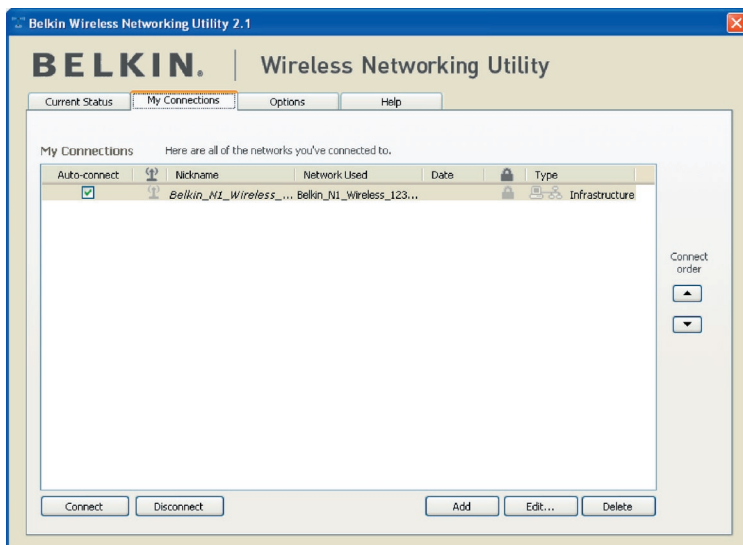 Belkin Wireless Networking Utility 2.1
BELKIN. | Wireless Networking Utility
Current Status My Connections Options Help
My Connections Here are all of the networks you've connected to.
Auto-connect Nickname Network Used Date Type
Belkin_N1_Wireless_... Belkin_N1_Wireless_123... Infrastructure
Connect
order
Connect Disconnect Add Edit... Delete